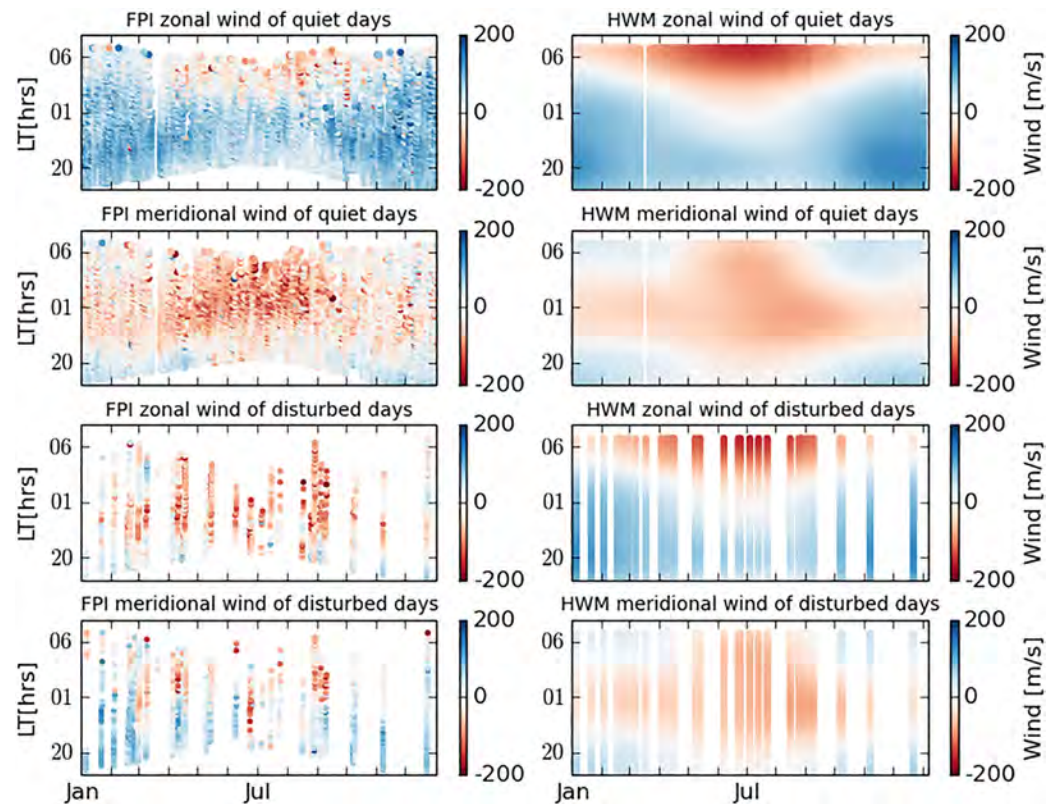 FPI zonal wind of quiet days HWM zonal wind of quiet days
LT[hrs] 06 01 20 200 0 -200 06 01 20 200 0 -200 Wind [m/s]
FPI meridional wind of quiet days HWM meridional wind of quiet days
LT[hrs] 06 01 20 200 0 -200 06 01 20 200 0 -200 Wind [m/s]
FPI zonal wind of disturbed days HWM zonal wind of disturbed days
LT[hrs] 06 01 20 200 0 -200 06 01 20 200 0 -200 Wind [m/s]
FPI meridional wind of disturbed days HWM meridional wind of disturbed days
LT[hrs] 06 01 20 200 0 -200 06 01 20 200 0 -200 Wind [m/s]
Jan Jul Jan Jul